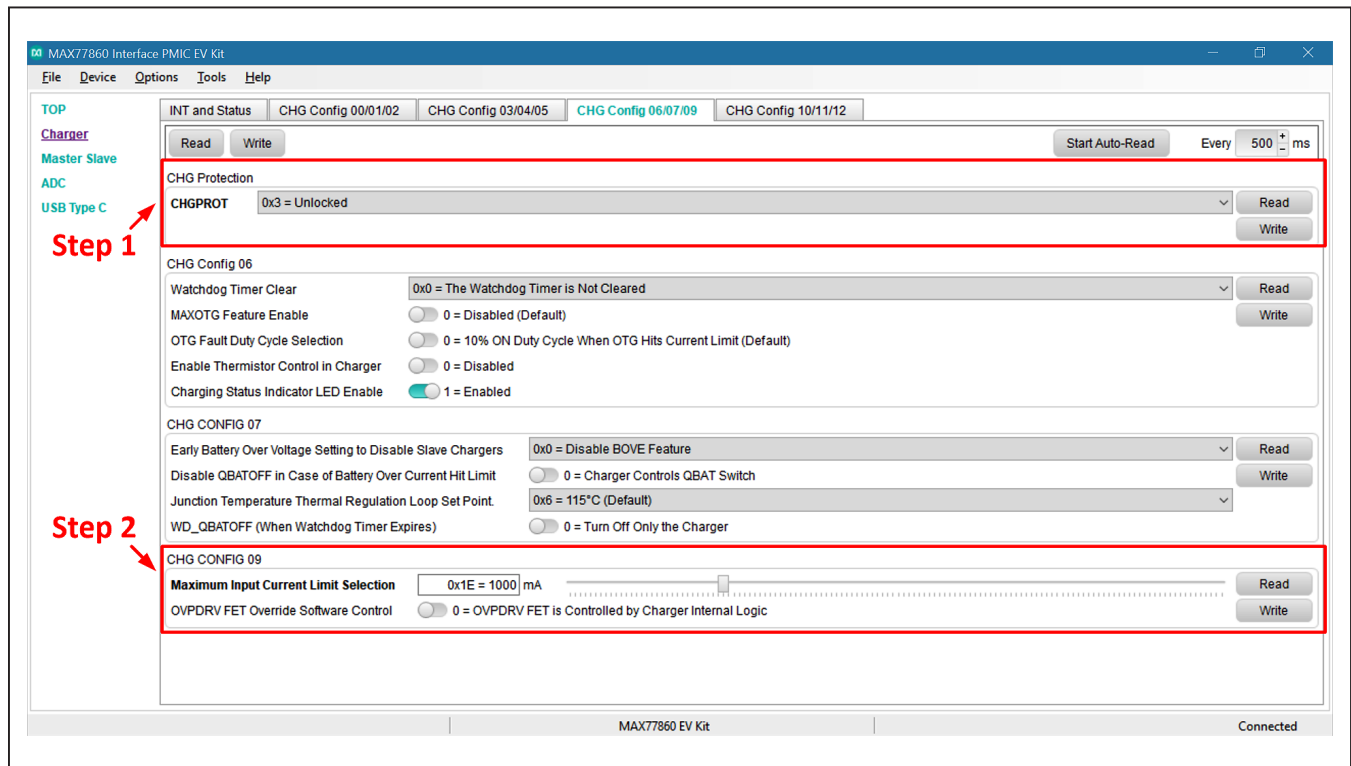 MAX77860 Interface PMIC EV Kit
File Device Options Tools Help
TOP
Charger
Master Slave
ADC
USB Type C
INT and Status CHG Config 00/01/02 CHG Config 03/04/05 CHG Config 06/07/09 CHG Config 10/11/12
Read Write Start Auto-Read Every 500 + - ms
CHG Protection
CHGPROT 0x3 = Unlocked Read
Write
Step 1
CHG Config 06
Watchdog Timer Clear 0x0 = The Watchdog Timer is Not Cleared Read
MAXOTG Feature Enable 0 = Disabled (Default) Write
OTG Fault Duty Cycle Selection 0 = 10% ON Duty Cycle When OTG Hits Current Limit (Default)
Enable Thermistor Control in Charger 0 = Disabled
Charging Status Indicator LED Enable 1 = Enabled
CHG CONFIG 07
Early Battery Over Voltage Setting to Disable Slave Chargers 0x0 = Disable BOVE Feature Read
Disable QBATOFF in Case of Battery Over Current Hit Limit 0 = Charger Controls QBAT Switch Write
Junction Temperature Thermal Regulation Loop Set Point. 0x6 = 115°C (Default)
WD_QBATOFF (When Watchdog Timer Expires) 0 = Turn Off Only the Charger
Step 2
CHG CONFIG 09
Maximum Input Current Limit Selection 0x1E = 1000 mA Read
OVPDRV FET Override Software Control 0 = OVPDRV FET is Controlled by Charger Internal Logic Write
MAX77860 EV Kit Connected